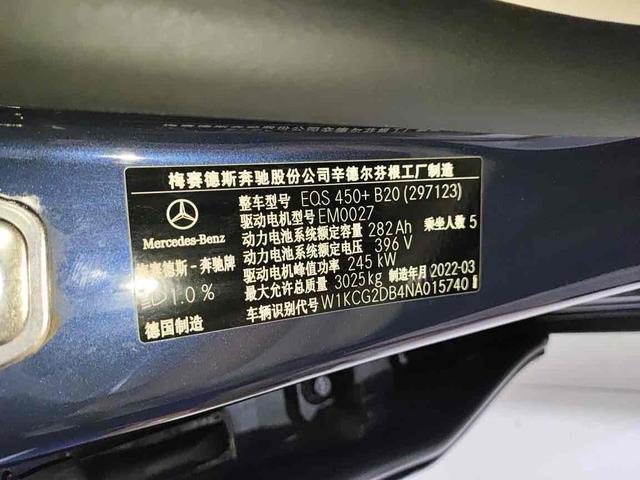 梅赛德斯奔驰股份公司辛德尔芬根工厂制造
整车型号 EQS 450+ B20 (297123)
驱动电机型号 EM0027
动力电池系统额定容量 282 Ah 乘坐人数 5
动力电池系统额定电压 396 V
驱动电机峰值功率 245 kW
最大允许总质量 3025kg 制造年月 2022-03
车辆识别代号 W1KCG2DB4NA015740
Mercedes-Benz
梅赛德斯-奔驰牌
1.0 %
德国制造